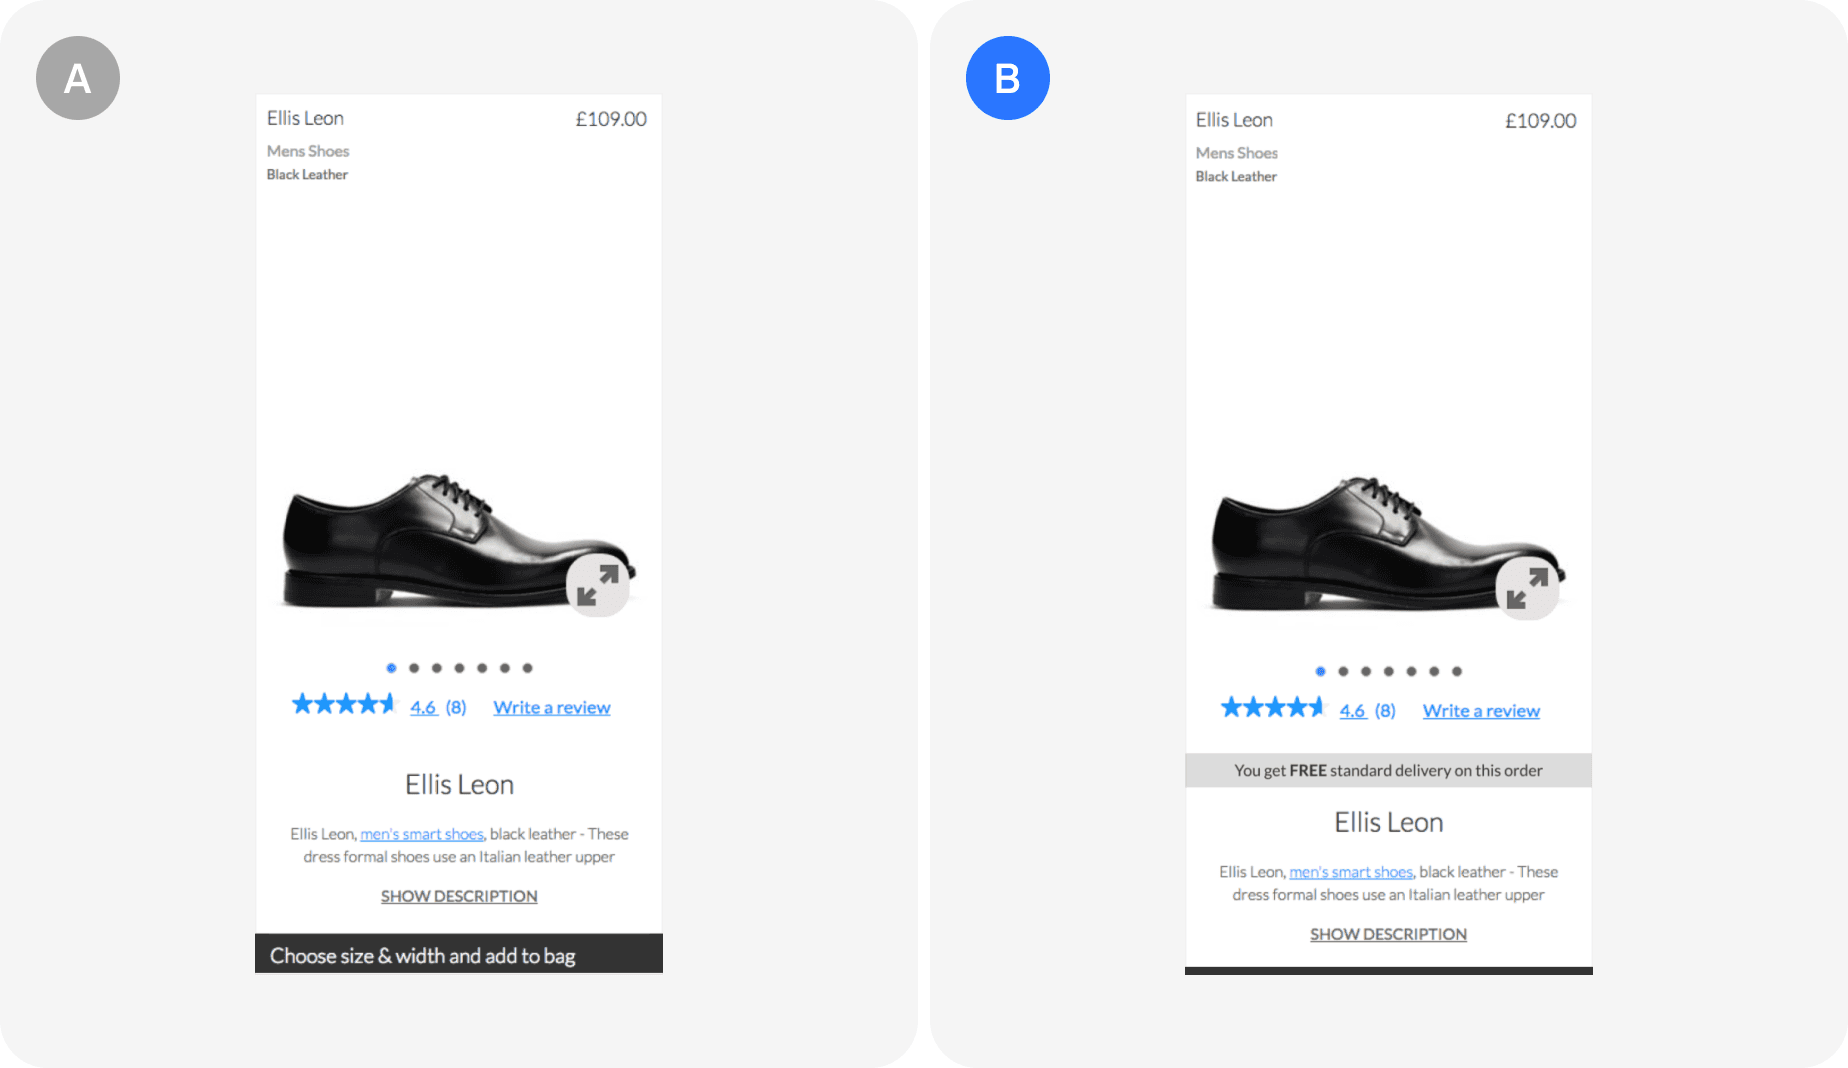 A
Ellis Leon
£109.00
Mens Shoes
Black Leather
4.6 (8) Write a review
Ellis Leon
Ellis Leon, men's smart shoes, black leather - These
dress formal shoes use an Italian leather upper
SHOW DESCRIPTION
Choose size & width and add to bag
B
Ellis Leon
£109.00
Mens Shoes
Black Leather
4.6 (8) Write a review
You get FREE standard delivery on this order
Ellis Leon
Ellis Leon, men's smart shoes, black leather - These
dress formal shoes use an Italian leather upper
SHOW DESCRIPTION